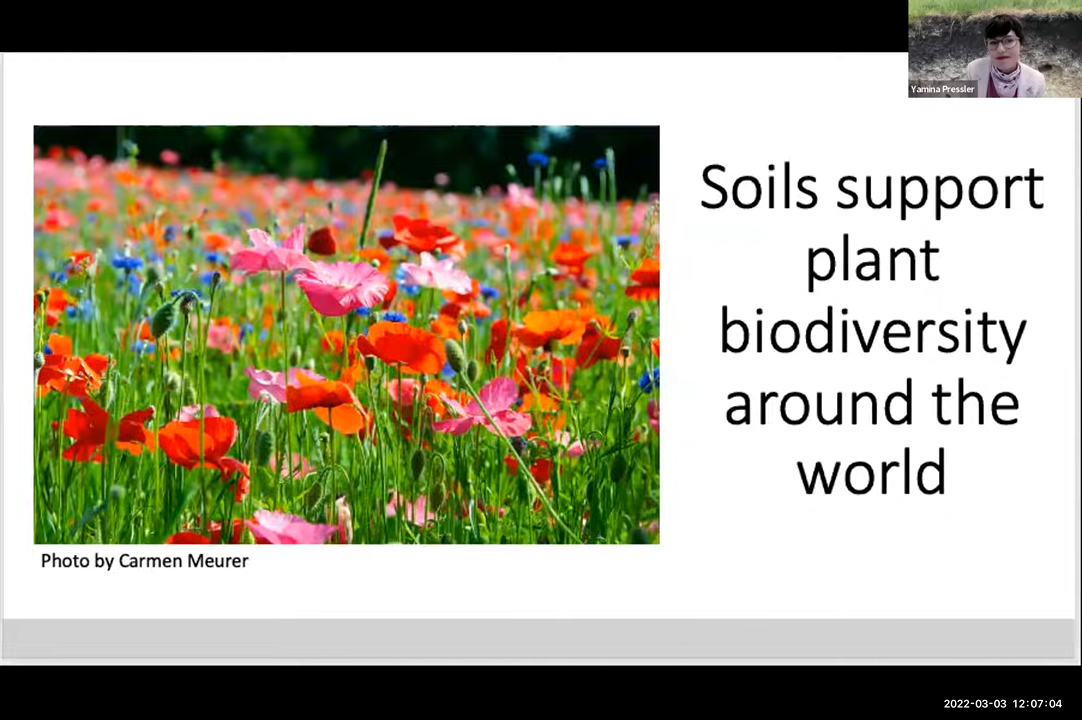 Yamina Pressler
Soils support
plant
biodiversity
around the
world
Photo by Carmen Meurer
2022-03-03 12:07:04